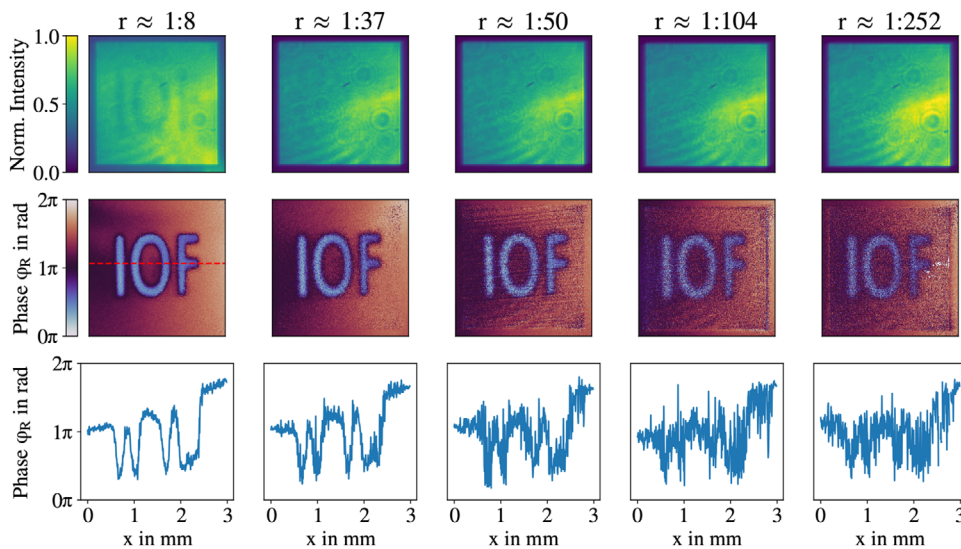 r ≈ 1:8 r ≈ 1:37 r ≈ 1:50 r ≈ 1:104 r ≈ 1:252
Norm. Intensity
1.0
0.5
0.0
Phase φR in rad
2π
1π
0π
IOF IOF IOF IOF IOF
Phase φR in rad
2π
1π
0π
0 1 2 3 0 1 2 3 0 1 2 3 0 1 2 3 0 1 2 3
x in mm x in mm x in mm x in mm x in mm